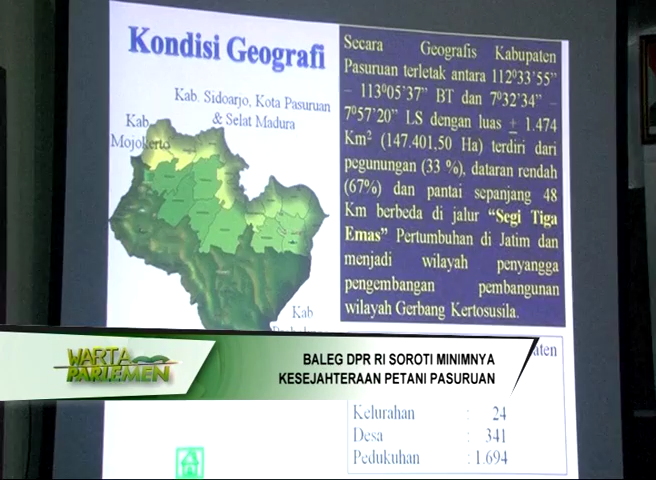 Kondisi Geografi
Kab. Sidoarjo, Kota Pasuruan
& Selat Madura
Kab
Mojokerto
Kab
Secara Geografis Kabupaten
Pasuruan terletak antara 112⁰33'55"
– 113⁰05'37" BT dan 7⁰32'34" –
7⁰57'20" LS dengan luas ± 1.474
Km² (147.401,50 Ha) terdiri dari
pegunungan (33 %), dataran rendah
(67%) dan pantai sepanjang 48
Km berbeda di jalur "Segi Tiga
Emas" Pertumbuhan di Jatim dan
menjadi wilayah penyangga
pengembangan pembangunan
wilayah Gerbang Kertosusila.
WARTA
PARLEMEN
BALEG DPR RI SOROTI MINIMNYA
KESEJAHTERAAN PETANI PASURUAN
aten
Kelurahan : 24
Desa : 341
Pedukuhan : 1.694